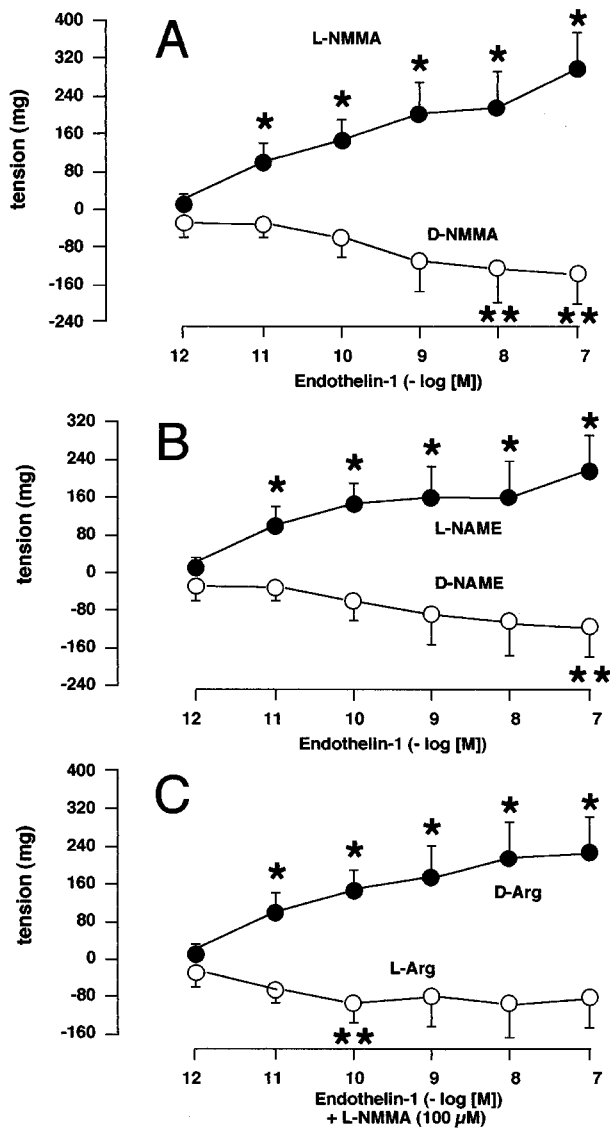 A
L-NMMA
400
320
240
160
80
0
-80
-160
-240
tension (mg)
* * * * *
D-NMMA
** **
12 11 10 9 8 7
Endothelin-1 (- log [M])
B
320
240
160
80
0
-80
-160
-240
tension (mg)
* * * * *
L-NAME
D-NAME
**
12 11 10 9 8 7
Endothelin-1 (- log [M])
C
400
320
240
160
80
0
-80
-160
tension (mg)
* * * * *
D-Arg
L-Arg
**
12 11 10 9 8 7
Endothelin-1 (- log [M])
+ L-NMMA (100 µM)